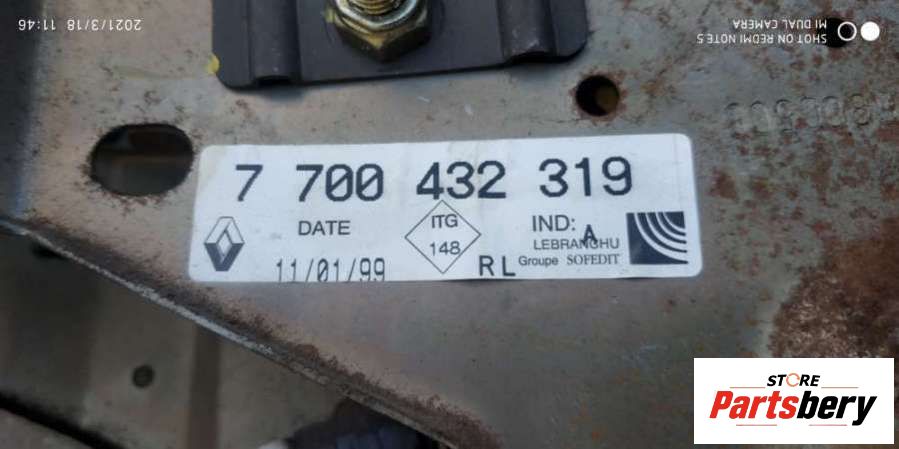 2021/3/18 11:46
SHOT ON REDMI NOTE 5
MI DUAL CAMERA
7 700 432 319
DATE
ITG
148
IND: A
LEBRANCHU
Groupe SOFEDIT
11/01/99
RL
STORE
Partsbery